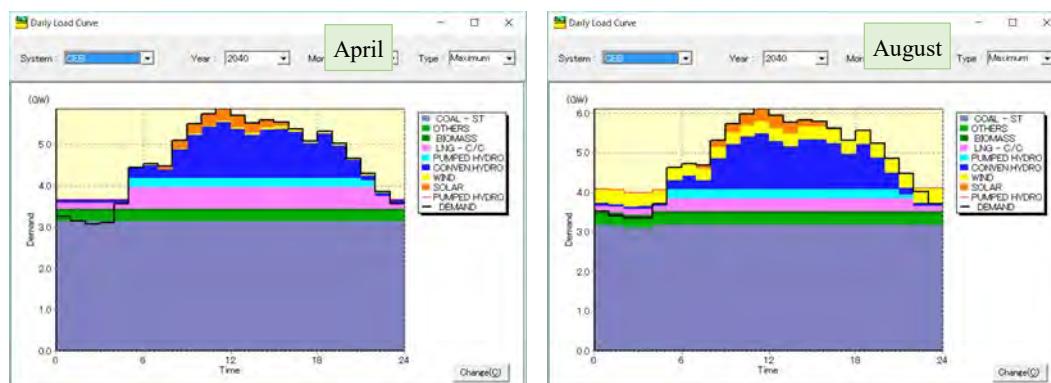 Daily Load Curve
System : CEB Year : 2040 Mon April Type : Maximum
(GW)
5.0
4.0
3.0
2.0
1.0
0.0
Demand
0 6 12 18 24
Time
COAL - ST
OTHERS
BIOMASS
LNG - C/C
PUMPED HYDRO
CONVEN.HYDRO
WIND
SOLAR
PUMPED HYDRO
DEMAND
Change(C)
Daily Load Curve
System : CEB Year : 2040 Mon August Type : Maximum
(GW)
6.0
5.0
4.0
3.0
2.0
1.0
0.0
Demand
0 6 12 18 24
Time
COAL - ST
OTHERS
BIOMASS
LNG - C/C
PUMPED HYDRO
CONVEN.HYDRO
WIND
SOLAR
PUMPED HYDRO
DEMAND
Change(C)